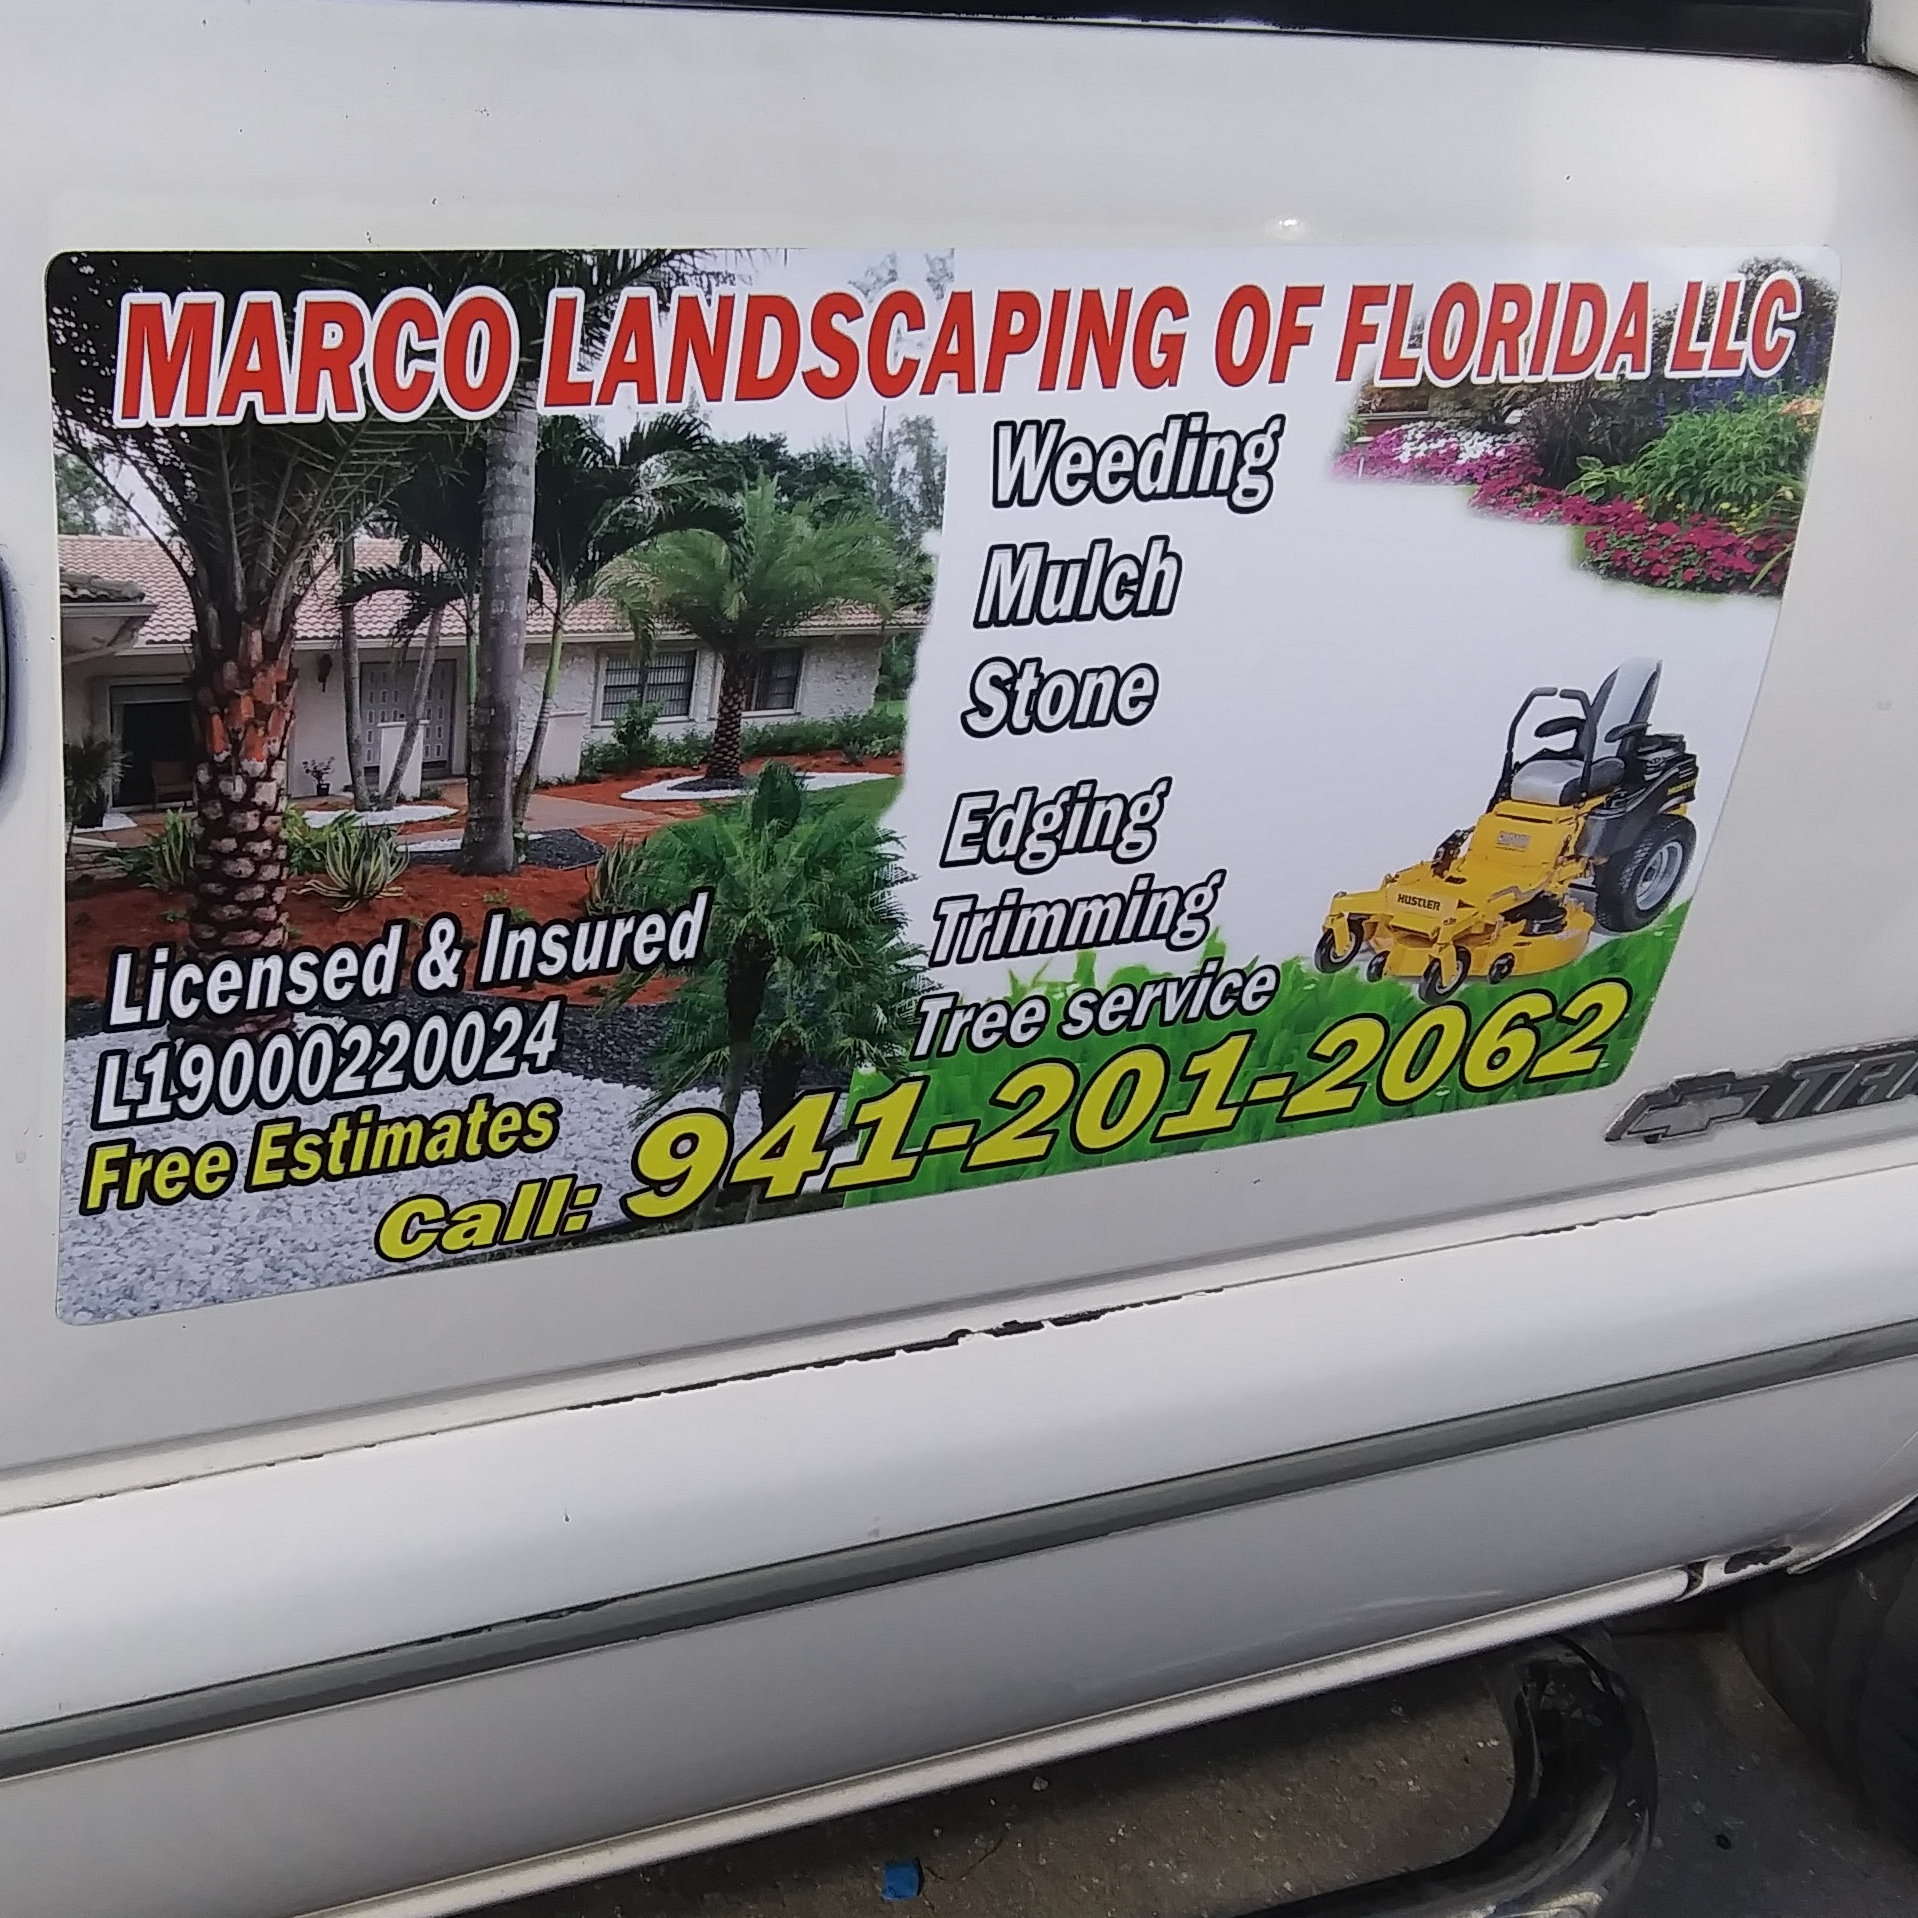 MARCO LANDSCAPING OF FLORIDA LLC
Weeding
Mulch
Stone
Edging
Trimming
Tree service
HUSTLER
Licensed & Insured
L19000220024
Free Estimates
Call: 941-201-2062